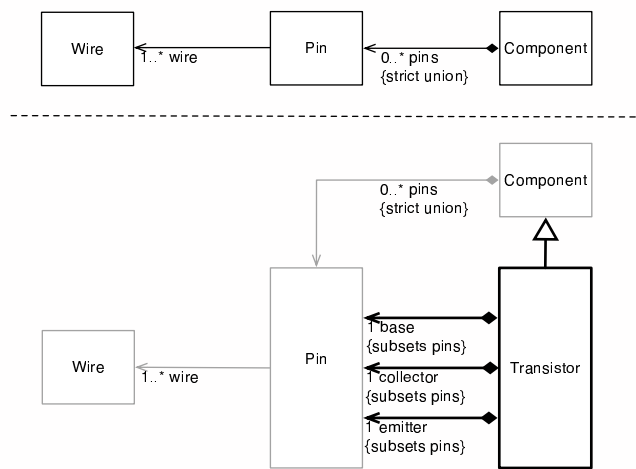 Wire
Pin
Component
1..* wire
0..* pins
{strict union}
Component
0..* pins
{strict union}
Wire
1..* wire
Pin
1 base
{subsets pins}
1 collector
{subsets pins}
1 emitter
{subsets pins}
Transistor